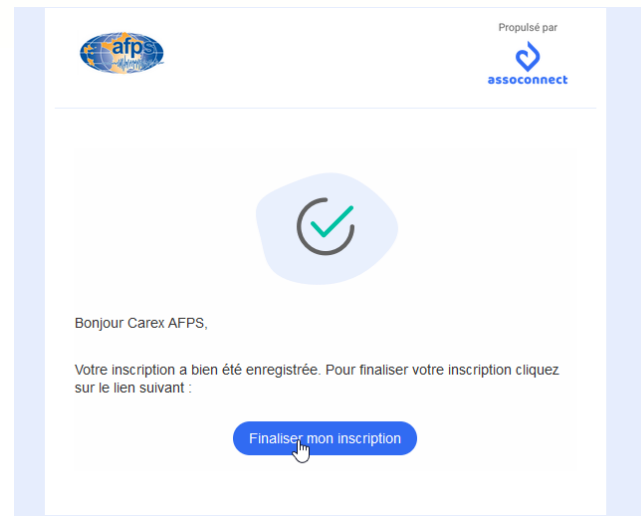 Propulsé par
afps
assoconnect
Bonjour Carex AFPS,
Votre inscription a bien été enregistrée. Pour finaliser votre inscription cliquez
sur le lien suivant :
Finaliser mon inscription